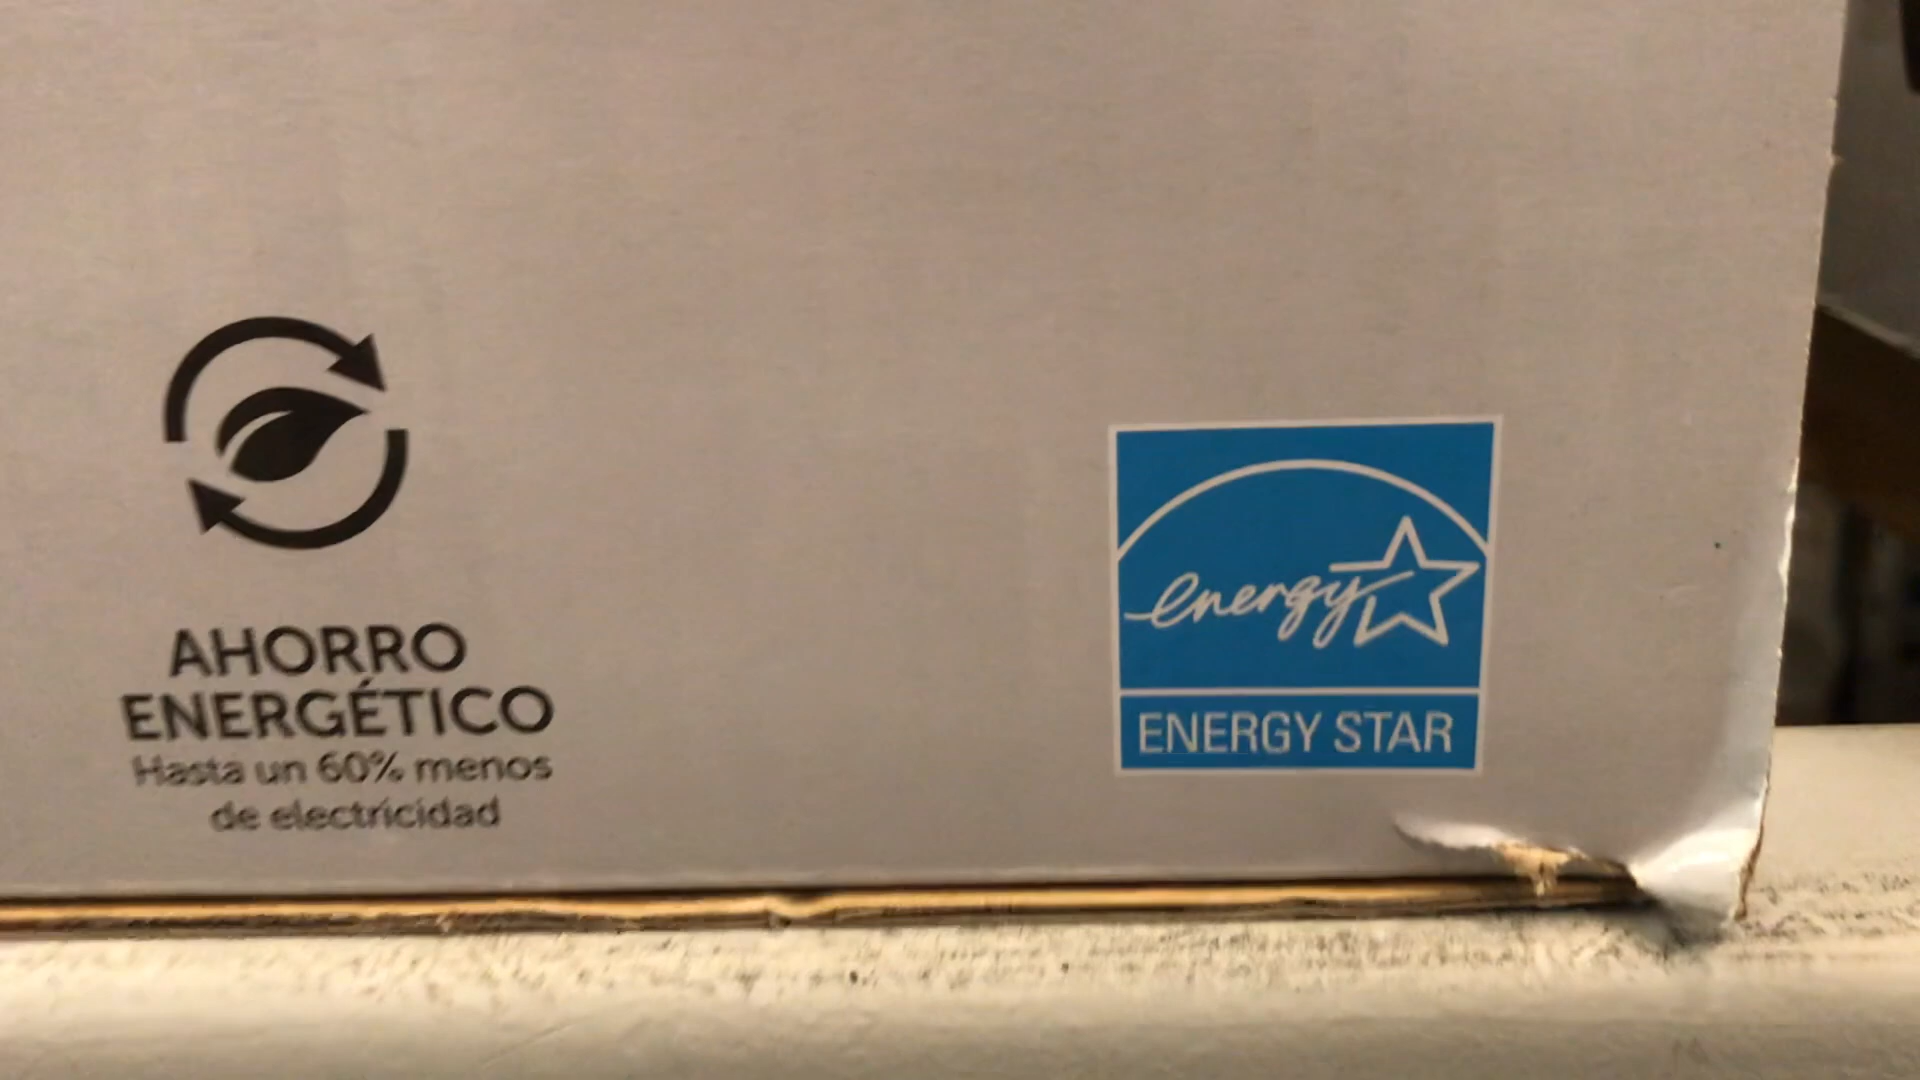 AHORRO
ENERGÉTICO
Hasta un 60% menos
de electricidad
energy
ENERGY STAR